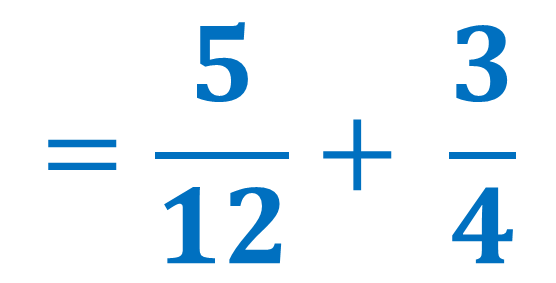 = 5/12 + 3/4